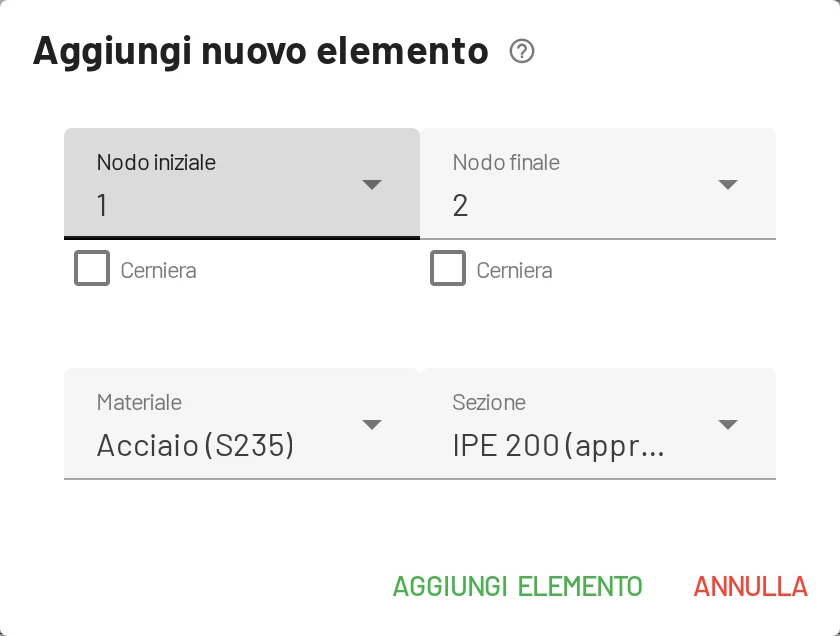 Aggiungi nuovo elemento
Nodo iniziale
Nodo finale
1
2
Cerniera
Cerniera
Materiale
Sezione
Acciaio (S235)
IPE 200 (appr...
AGGIUNGI ELEMENTO
ANNULLA